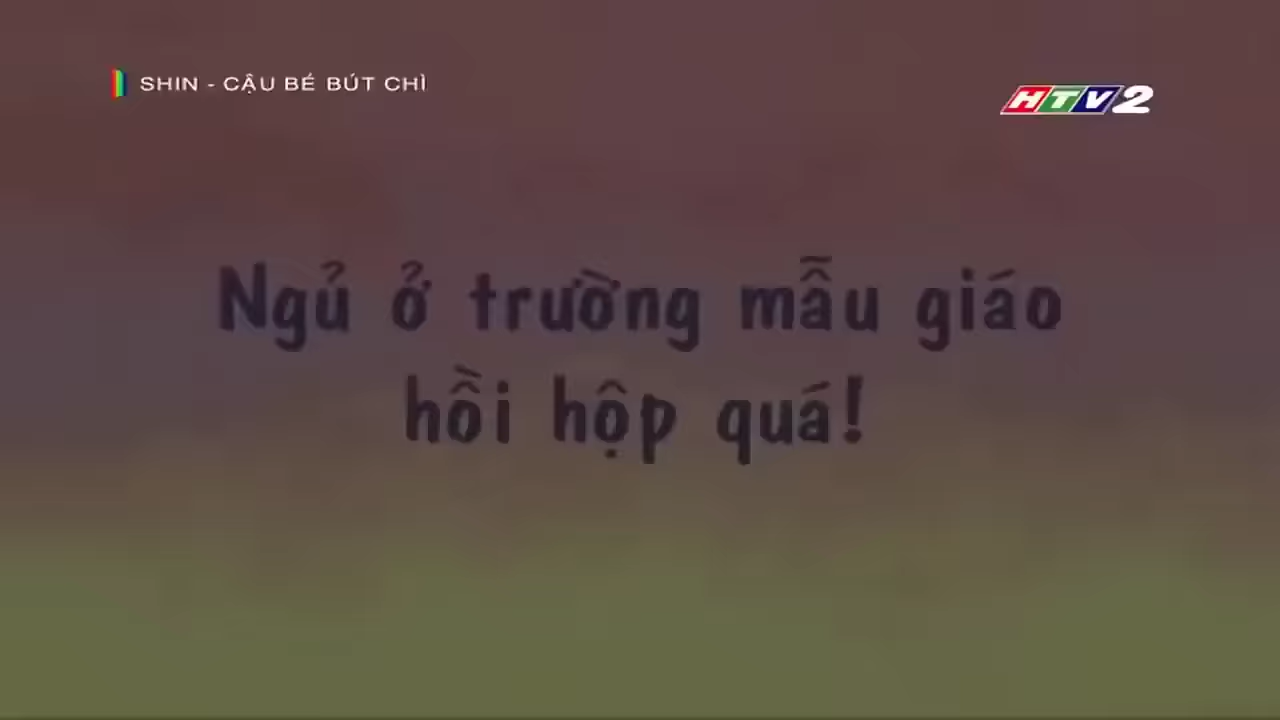 SHIN - CẬU BÉ BÚT CHÌ
HTV2
Ngủ ở trường mẫu giáo
hồi hộp quá!